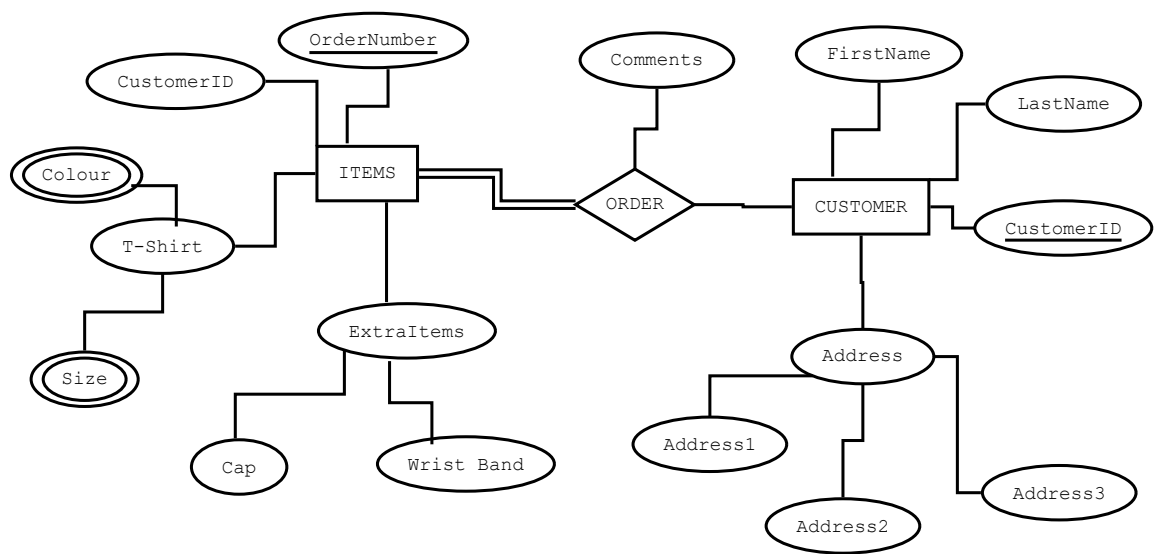 OrderNumber
CustomerID
Comments
FirstName
LastName
Colour
ITEMS
ORDER
CUSTOMER
CustomerID
T-Shirt
ExtraItems
Address
Size
Address1
Cap
Wrist Band
Address3
Address2